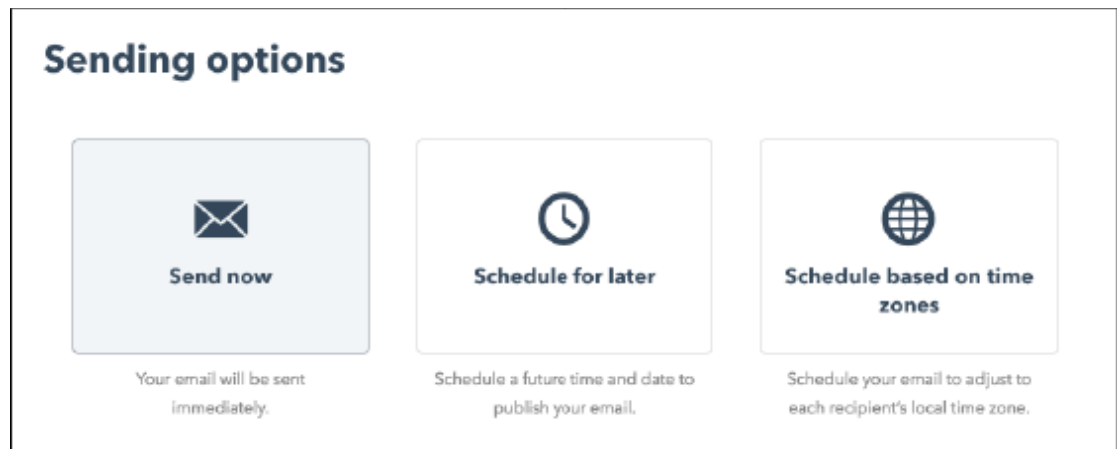 Sending options
Send now
Your email will be sent
immediately.
Schedule for later
Schedule a future time and date to
publish your email.
Schedule based on time
zones
Schedule your email to adjust to
each recipient's local time zone.